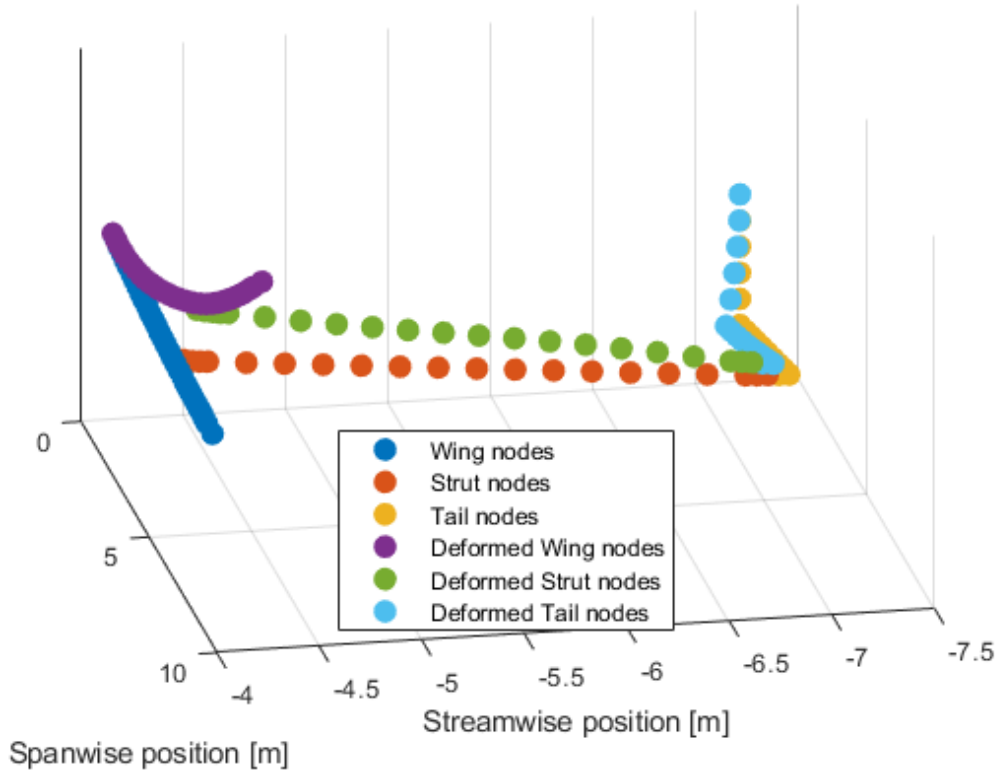 Wing nodes
Strut nodes
Tail nodes
Deformed Wing nodes
Deformed Strut nodes
Deformed Tail nodes
0
5
10
-4
-4.5
-5
-5.5
-6
-6.5
-7
-7.5
Streamwise position [m]
Spanwise position [m]